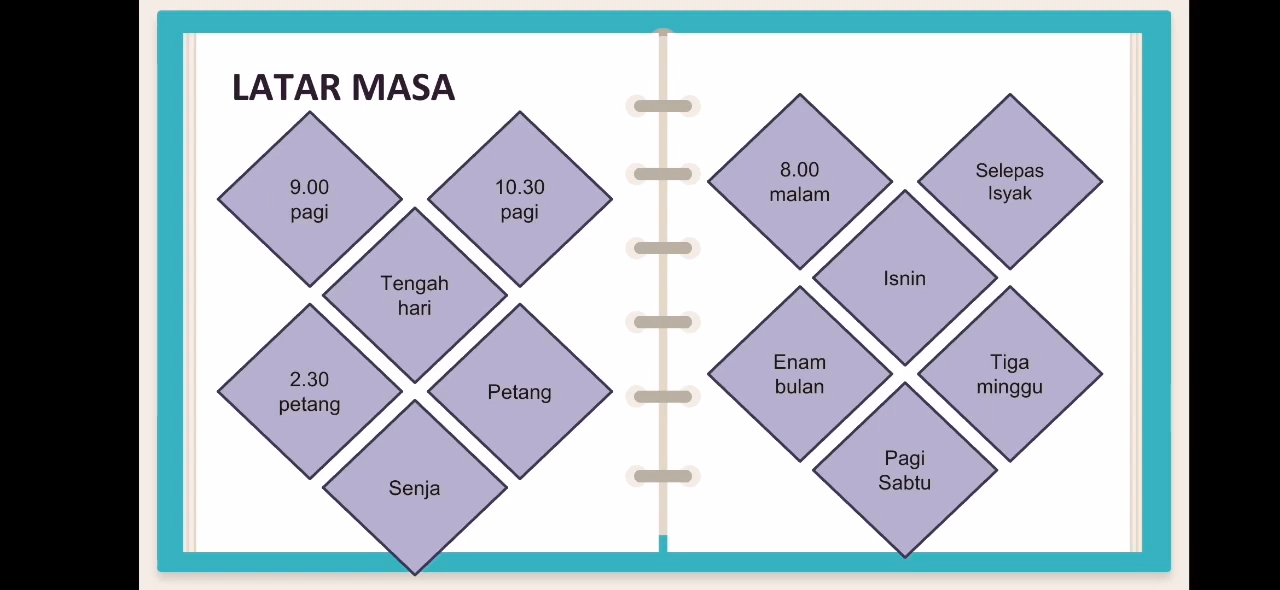 LATAR MASA
9.00
pagi
10.30
pagi
Tengah
hari
2.30
petang
Petang
Senja
8.00
malam
Selepas
Isyak
Isnin
Enam
bulan
Tiga
minggu
Pagi
Sabtu